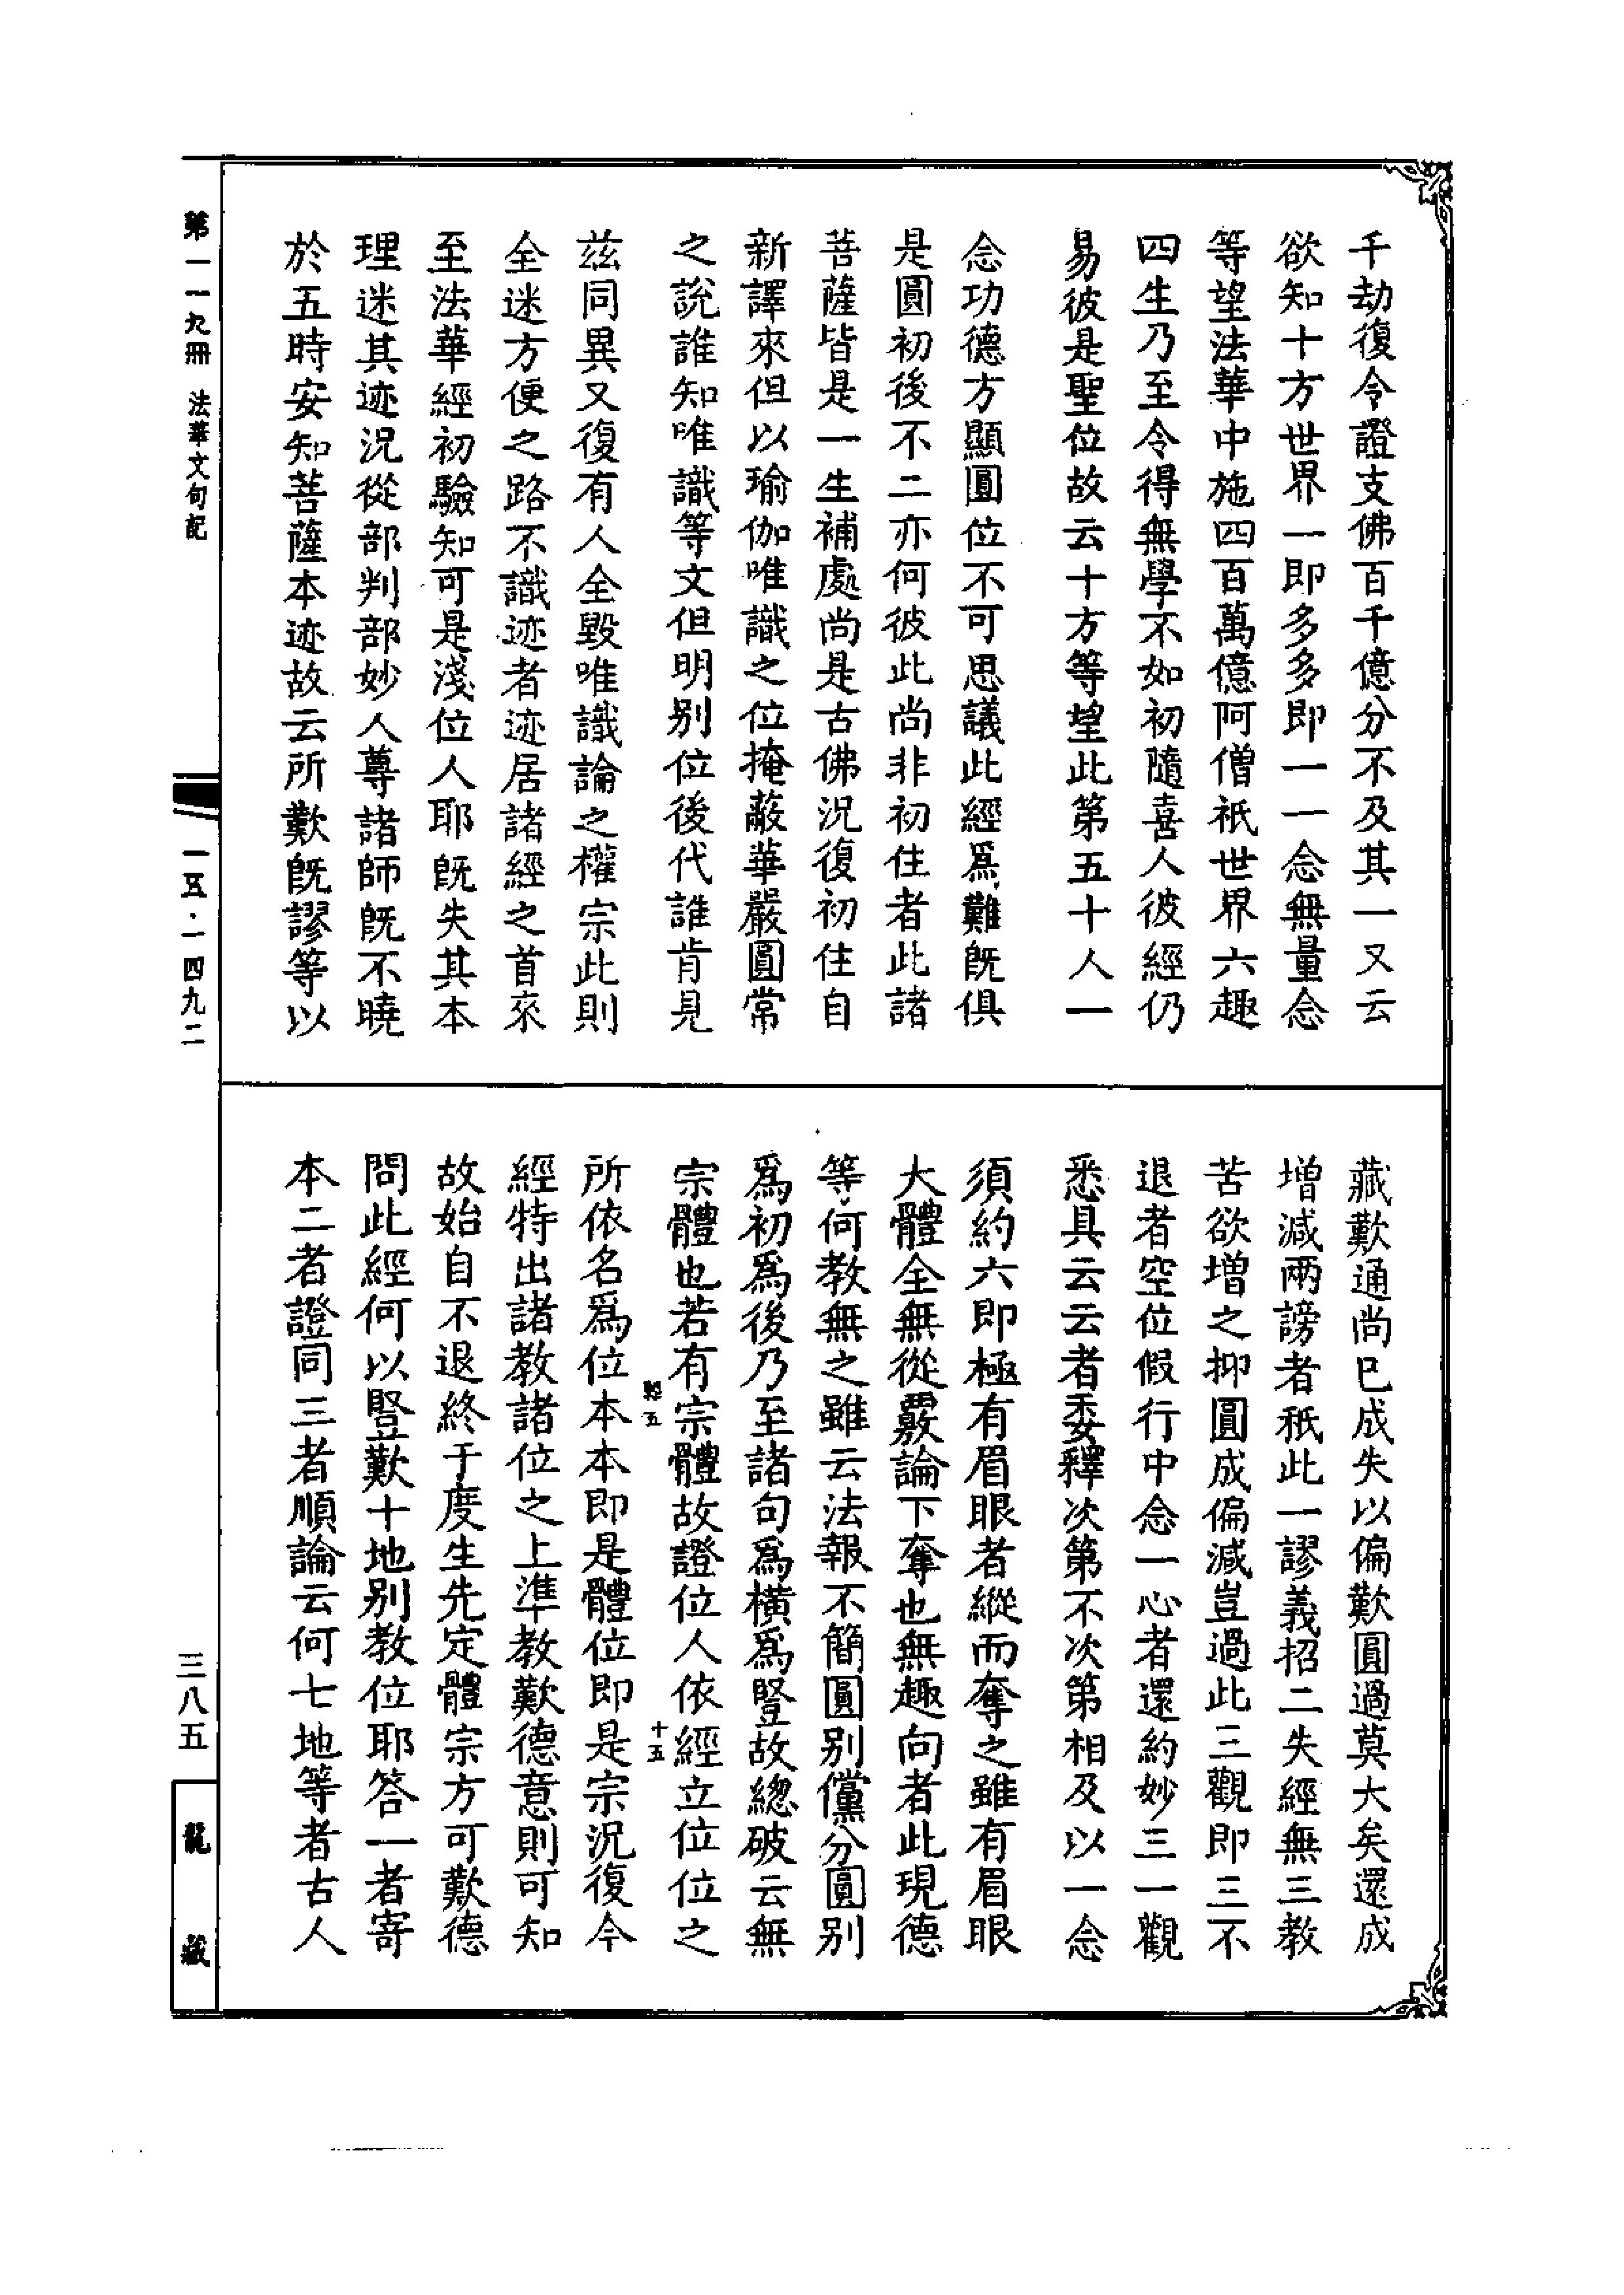 千劫復令證支佛百千億分不及其一又云
欲知十方世界一即多多即一一念無量念
等望法華中施四百萬億阿僧祇世界六趣
四生乃至令得無學不如初隨喜人彼經仍
易彼是聖位故云十方等望此第五十人一
念功德方顯圓位不可思議此經爲難既俱
是圓初後不二亦何彼此尚非初住者此諸
菩薩皆是一生補處尚是古佛況復初住自
新譯來但以瑜伽唯識之位掩蔽華嚴圓常
之說誰知唯識等文但明別位後代誰肯見
兹同異又復有人全毀唯識論之權宗此則
全迷方便之路不識迹者迹居諸經之首來
至法華經初驗知可是淺位人耶既失其本
理迷其迹況從部判部妙人尊諸師既不曉
於五時安知菩薩本迹故云所歎既謬等以
藏歎通尚已成失以偏歎圓過莫大矣還成
增減兩謗者秖此一謬義招二失經無三教
苦欲增之抑圓成偏減豈過此三觀即三不
退者空位假行中念一心者還約妙三一觀
悉具云云者委釋次第不次第相及以一念
須約六即極有眉眼者縱而奪之雖有眉眼
大體全無從覈論下奪也無趣向者此現德
等何教無之雖云法報不簡圓別儻分圓別
爲初爲後乃至諸句爲橫爲豎故總破云無
宗體也若有宗體故證位人依經立位位之
所依名爲位本本即是體位即是宗況復今
經特出諸教諸位之上準教歎德意則可知
故始自不退終于度生先定體宗方可歎德
問此經何以豎歎十地別教位耶答一者寄
本二者證同三者順論云何七地等者古人
鄴五
十五
第一一九冊 法華文句記
一五·一四九二
三八五
龍藏